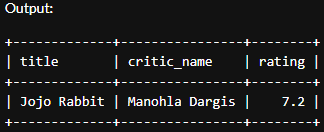 Output:
+-------------+----------------+--------+
| title       | critic_name    | rating |
+-------------+----------------+--------+
| Jojo Rabbit | Manohla Dargis |    7.2 |
+-------------+----------------+--------+